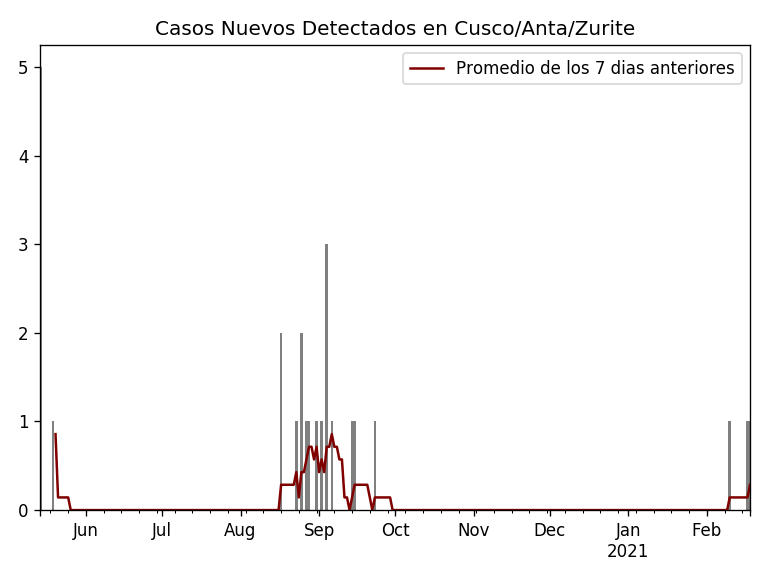 Casos Nuevos Detectados en Cusco/Anta/Zurite
Promedio de los 7 dias anteriores
5
4
3
2
1
0
Jun Jul Aug Sep Oct Nov Dec Jan Feb
2021